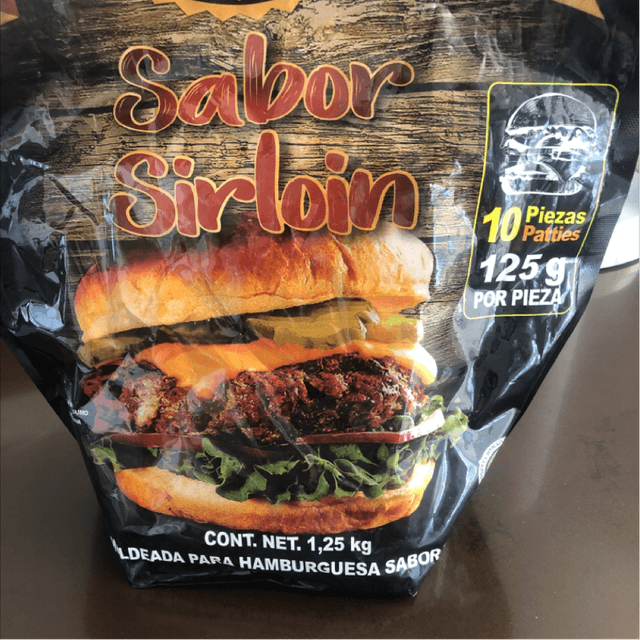 Sabor
Sirloin
10 Piezas
Patties
125 g
POR PIEZA
CONT. NET. 1,25 kg
LDEADA PARA HAMBURGUESA SABOR